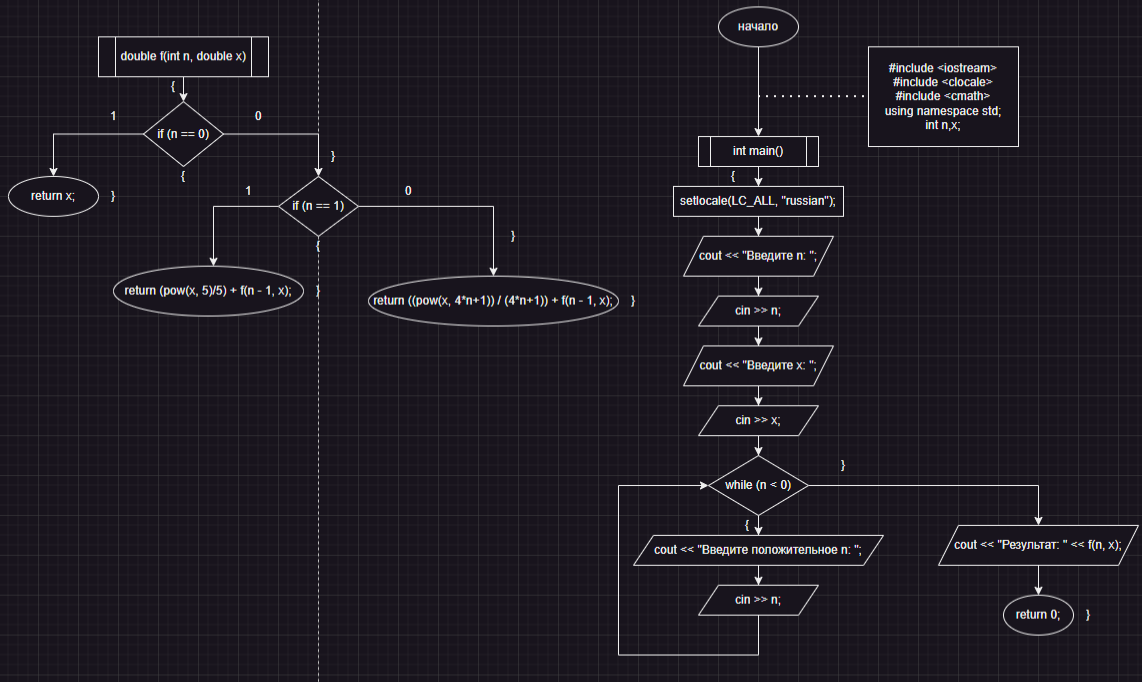 double f(int n, double x)
{
if (n == 0)
1
0
return x;
}
{
}
if (n == 1)
1
0
{
return (pow(x, 5)/5) + f(n - 1, x);
}
}
return ((pow(x, 4*n+1)) / (4*n+1)) + f(n - 1, x);
}
начало
#include <iostream>
#include <clocale>
#include <cmath>
using namespace std;
int n,x;
int main()
{
setlocale(LC_ALL, "russian");
cout << "Введите n: ";
cin >> n;
cout << "Введите x: ";
cin >> x;
while (n < 0)
}
{
cout << "Введите положительное n: ";
cin >> n;
cout << "Результат: " << f(n, x);
return 0;
}